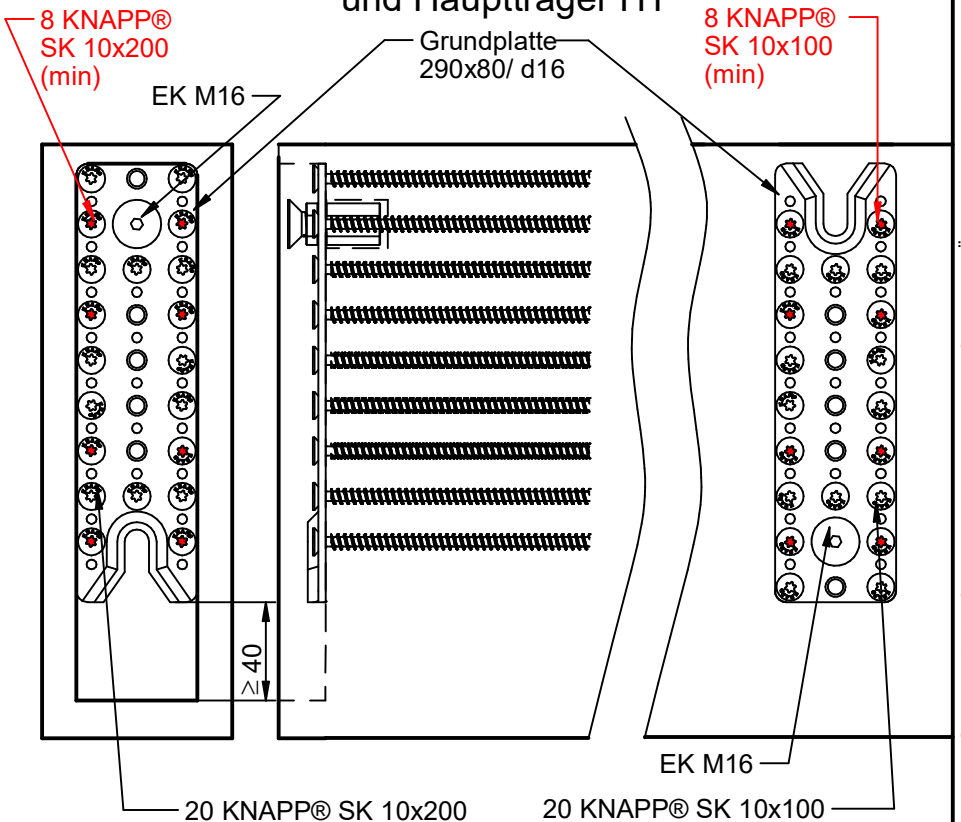 und Hauptträger HT
8 KNAPP®
SK 10x200
(min)
Grundplatte
290x80/ d16
8 KNAPP®
SK 10x100
(min)
EK M16
≥ 40
EK M16
20 KNAPP® SK 10x200
20 KNAPP® SK 10x100